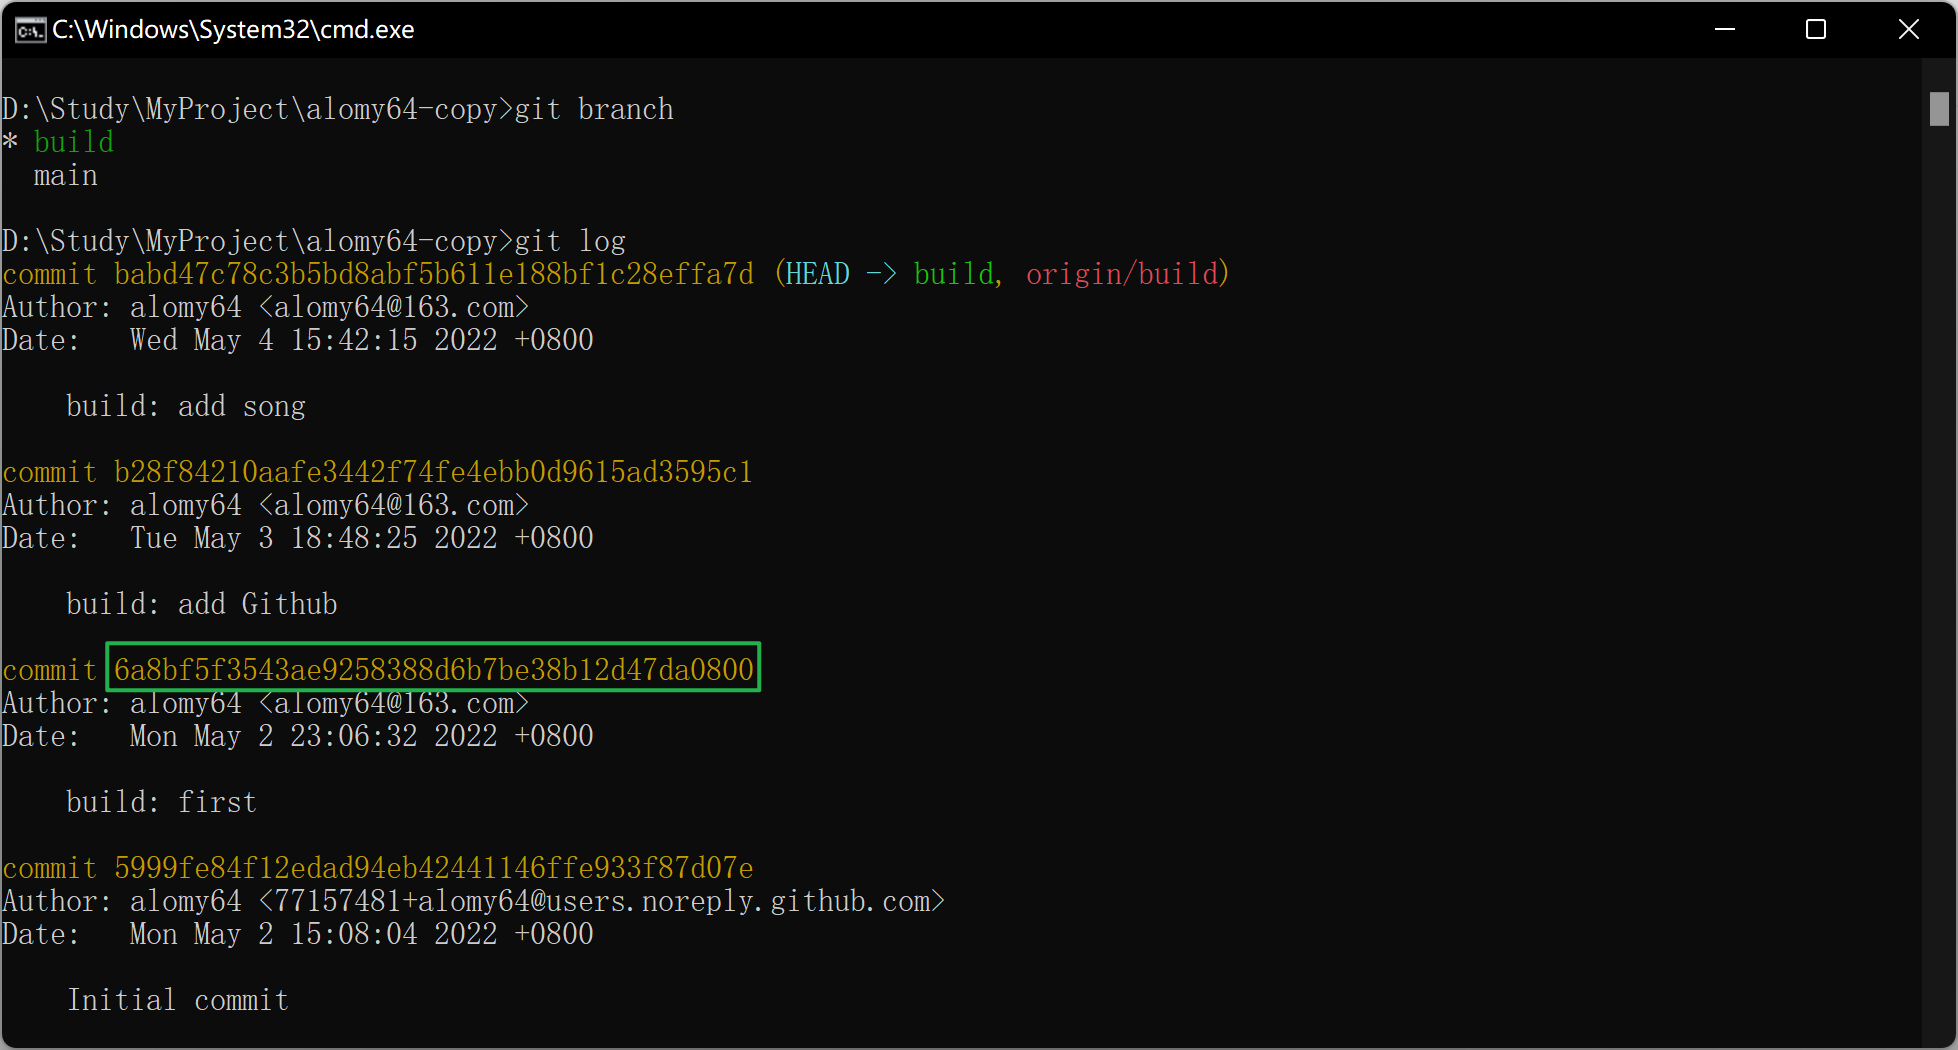 C:\Windows\System32\cmd.exe
D:\Study\MyProject\alomy64-copy>git branch
* build
  main
D:\Study\MyProject\alomy64-copy>git log
commit babd47c78c3b5bd8abf5b611e188bf1c28effa7d (HEAD -> build, origin/build)
Author: alomy64 <alomy64@163.com>
Date:   Wed May 4 15:42:15 2022 +0800
    build: add song
commit b28f84210aafe3442f74fe4ebb0d9615ad3595c1
Author: alomy64 <alomy64@163.com>
Date:   Tue May 3 18:48:25 2022 +0800
    build: add Github
commit 6a8bf5f3543ae9258388d6b7be38b12d47da0800
Author: alomy64 <alomy64@163.com>
Date:   Mon May 2 23:06:32 2022 +0800
    build: first
commit 5999fe84f12edad94eb42441146ffe933f87d07e
Author: alomy64 <77157481+alomy64@users.noreply.github.com>
Date:   Mon May 2 15:08:04 2022 +0800
    Initial commit